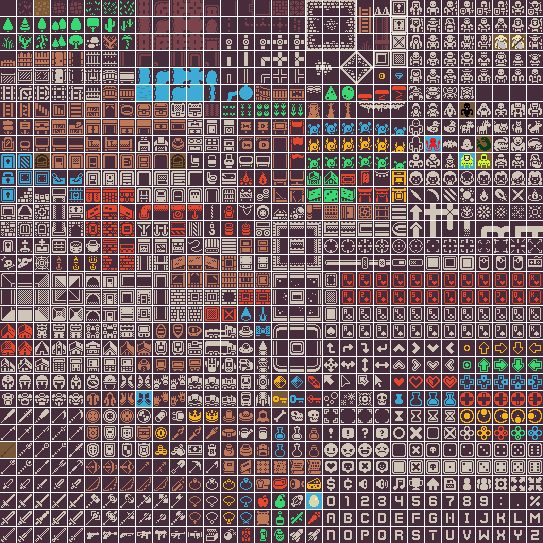 $ ¢
0 1 2 3 4 5 6 7 8 9 : . %
A B C D E F G H I J K L M
N O P Q R S T U V W X Y Z